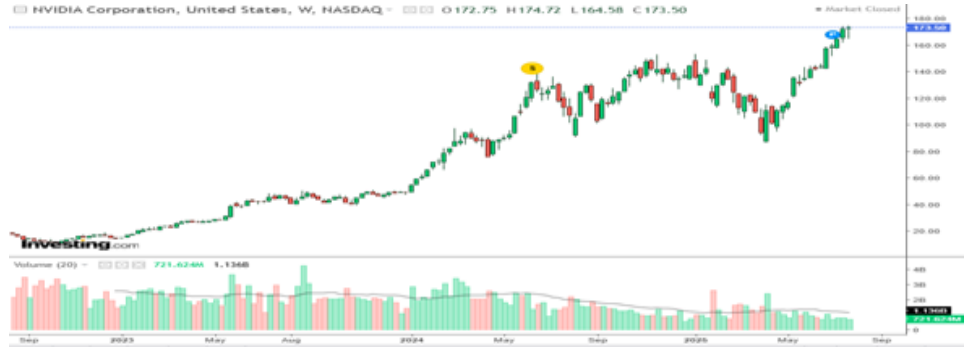 NVIDIA Corporation, United States, W, NASDAQ O172.75 H174.72 L164.58 C173.50
Market Closed
180.00
173.50
160.00
140.00
120.00
100.00
80.00
60.00
40.00
20.00
Investing.com
Volume (20) 721.624M 1.136B
4B
2B
1.136B
721.624M
0
Sep 2023 May Aug 2024 May Sep 2025 May Sep